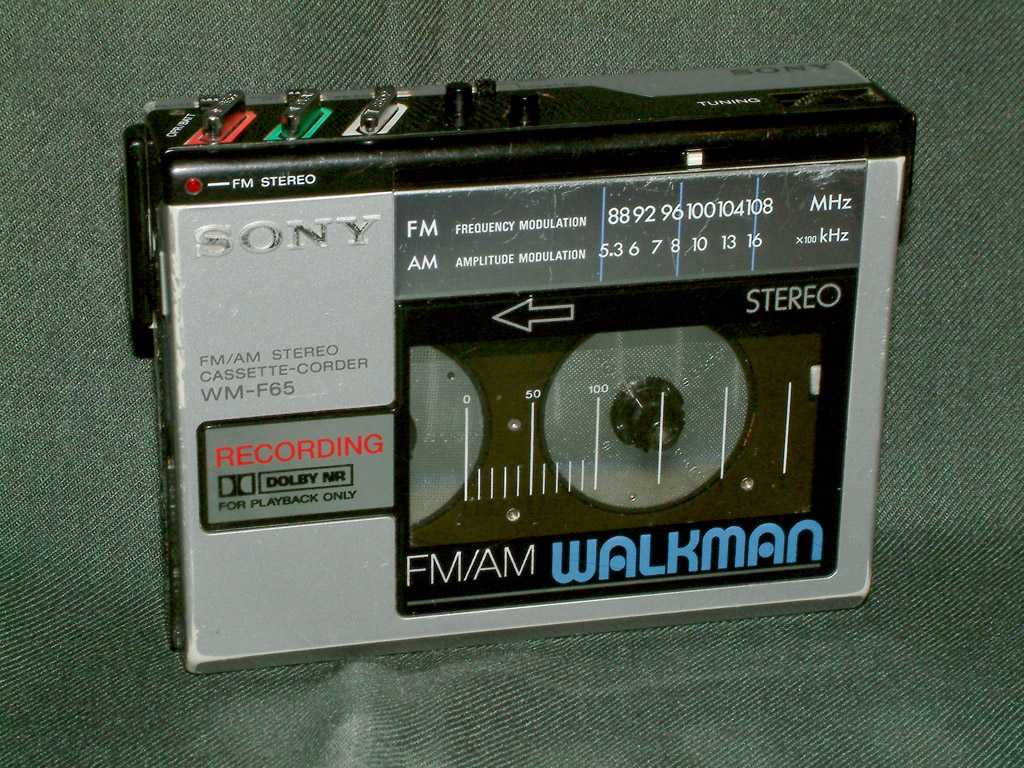 SONY
TUNING
OPR/BATT
FM STEREO
SONY
FM FREQUENCY MODULATION 88 92 96 100 104 108 MHz
AM AMPLITUDE MODULATION 5.3 6 7 8 10 13 16 ×100 kHz
STEREO
FM/AM STEREO
CASSETTE-CORDER
WM-F65
0 50 100
RECORDING
DOLBY NR
FOR PLAYBACK ONLY
FM/AM WALKMAN